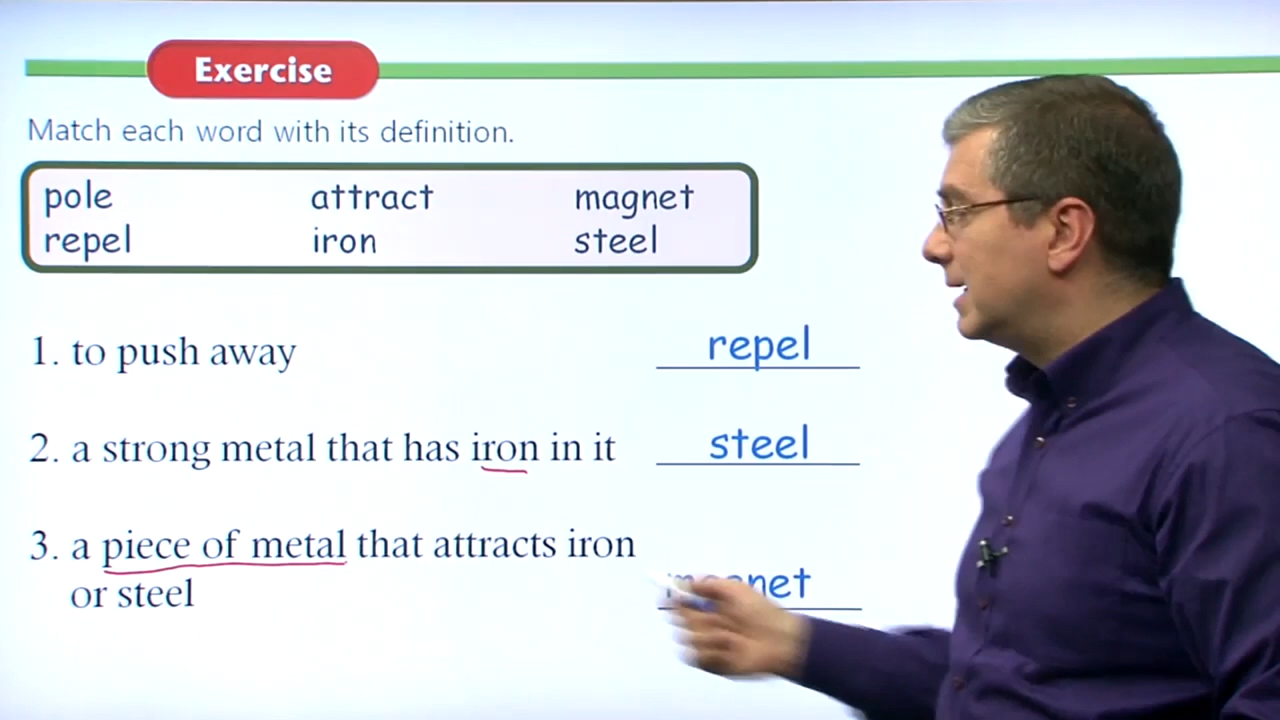 Exercise
Match each word with its definition.
pole attract magnet
repel iron steel
1. to push away repel
2. a strong metal that has iron in it steel
3. a piece of metal that attracts iron
or steel magnet